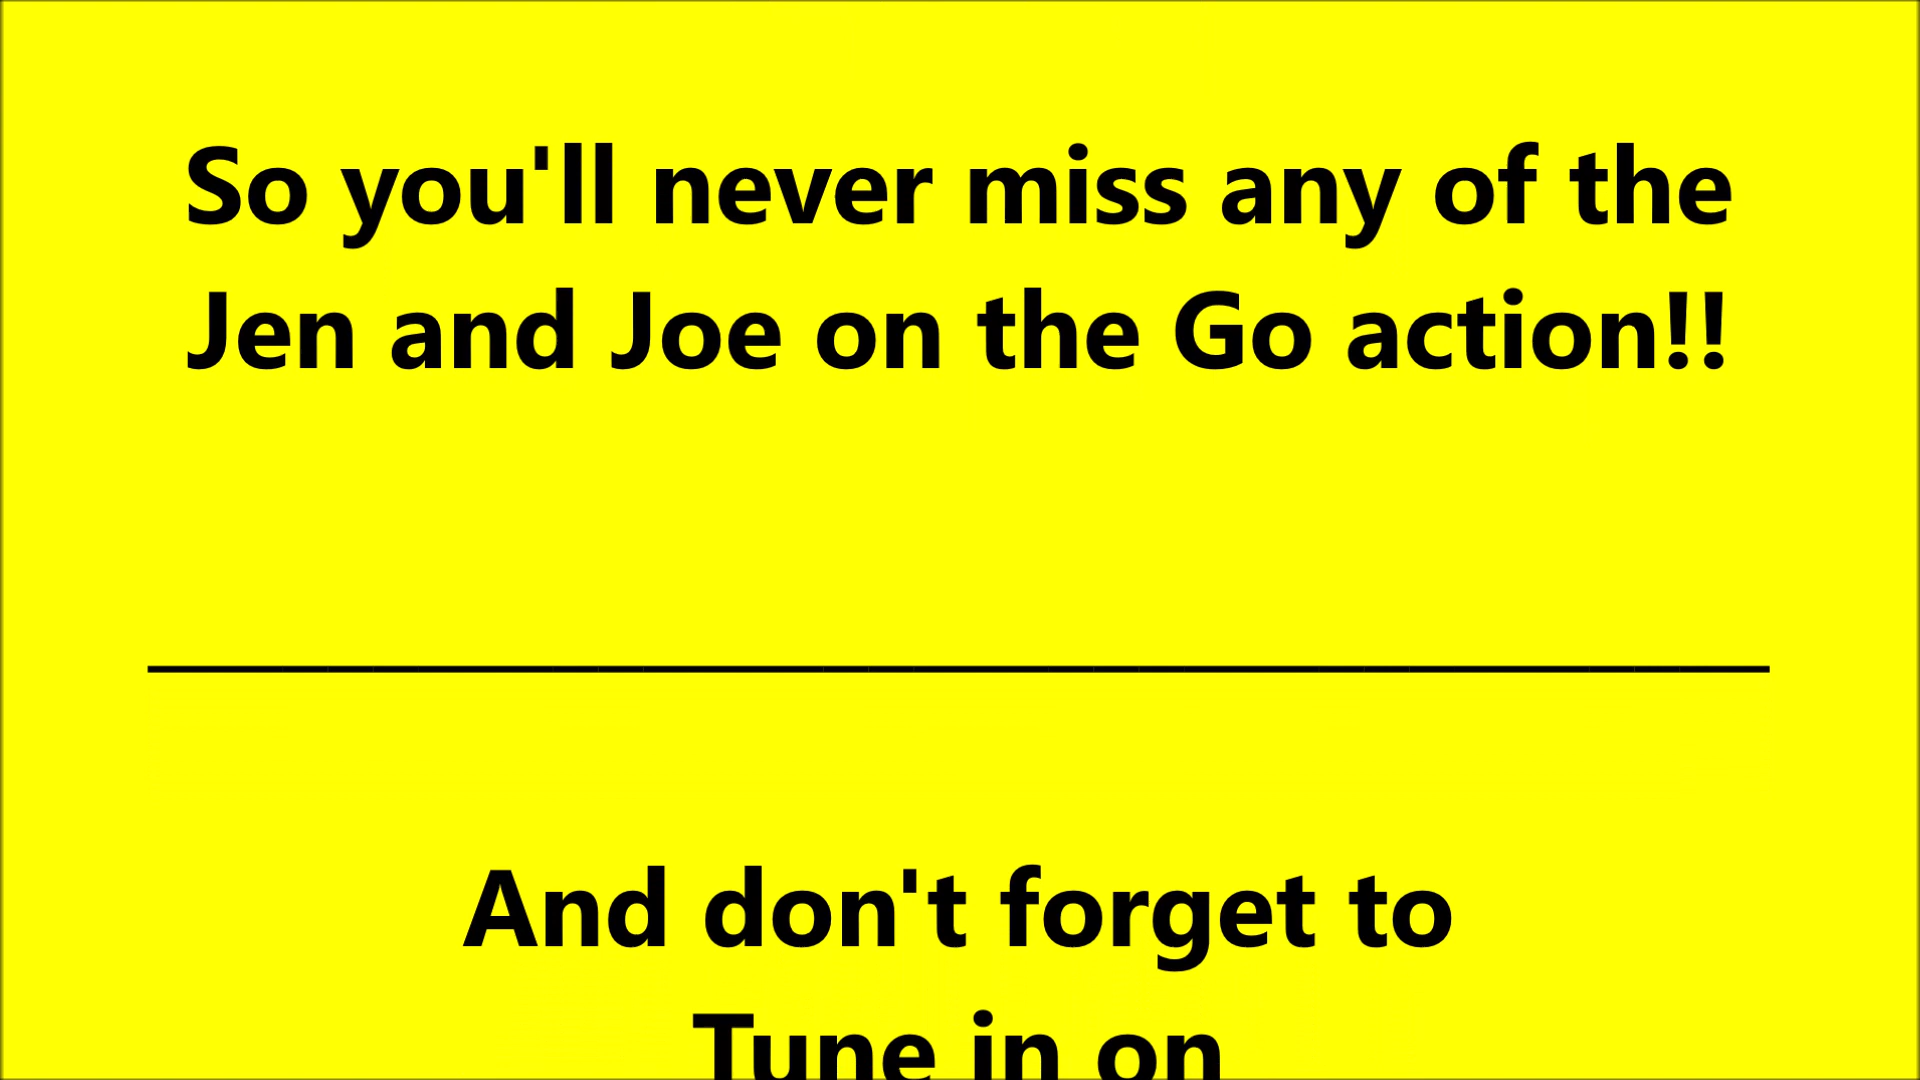 So you'll never miss any of the
Jen and Joe on the Go action!!
And don't forget to
Tune in on